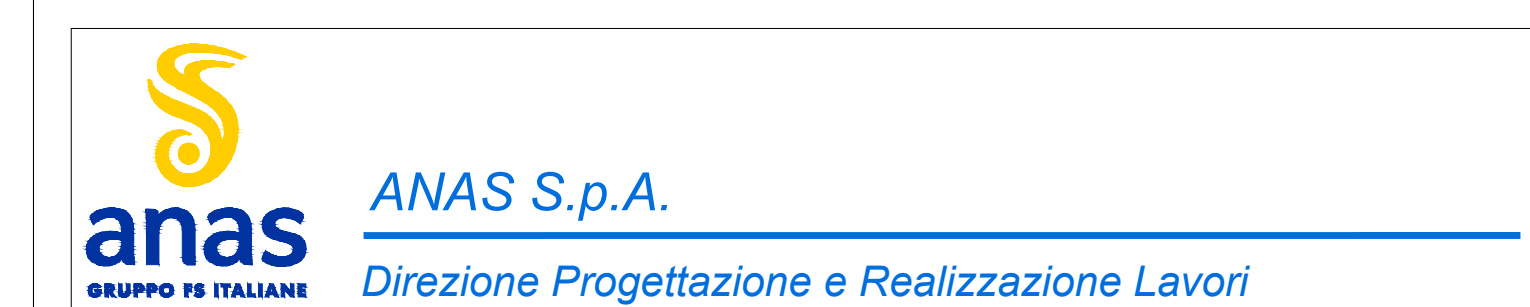 anas
GRUPPO FS ITALIANE
ANAS S.p.A.
Direzione Progettazione e Realizzazione Lavori